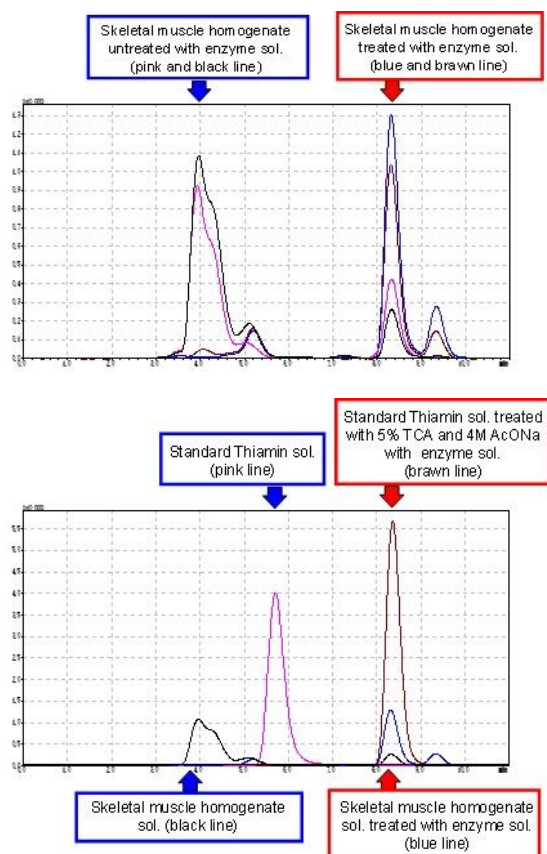 Skeletal muscle homogenate
untreated with enzyme sol.
(pink and black line)
Skeletal muscle homogenate
treated with enzyme sol.
(blue and brawn line)
Standard Thiamin sol.
(pink line)
Standard Thiamin sol. treated
with 5% TCA and 4M AcONa
with enzyme sol.
(brawn line)
Skeletal muscle homogenate
sol. (black line)
Skeletal muscle homogenate
sol. treated with enzyme sol.
(blue line)